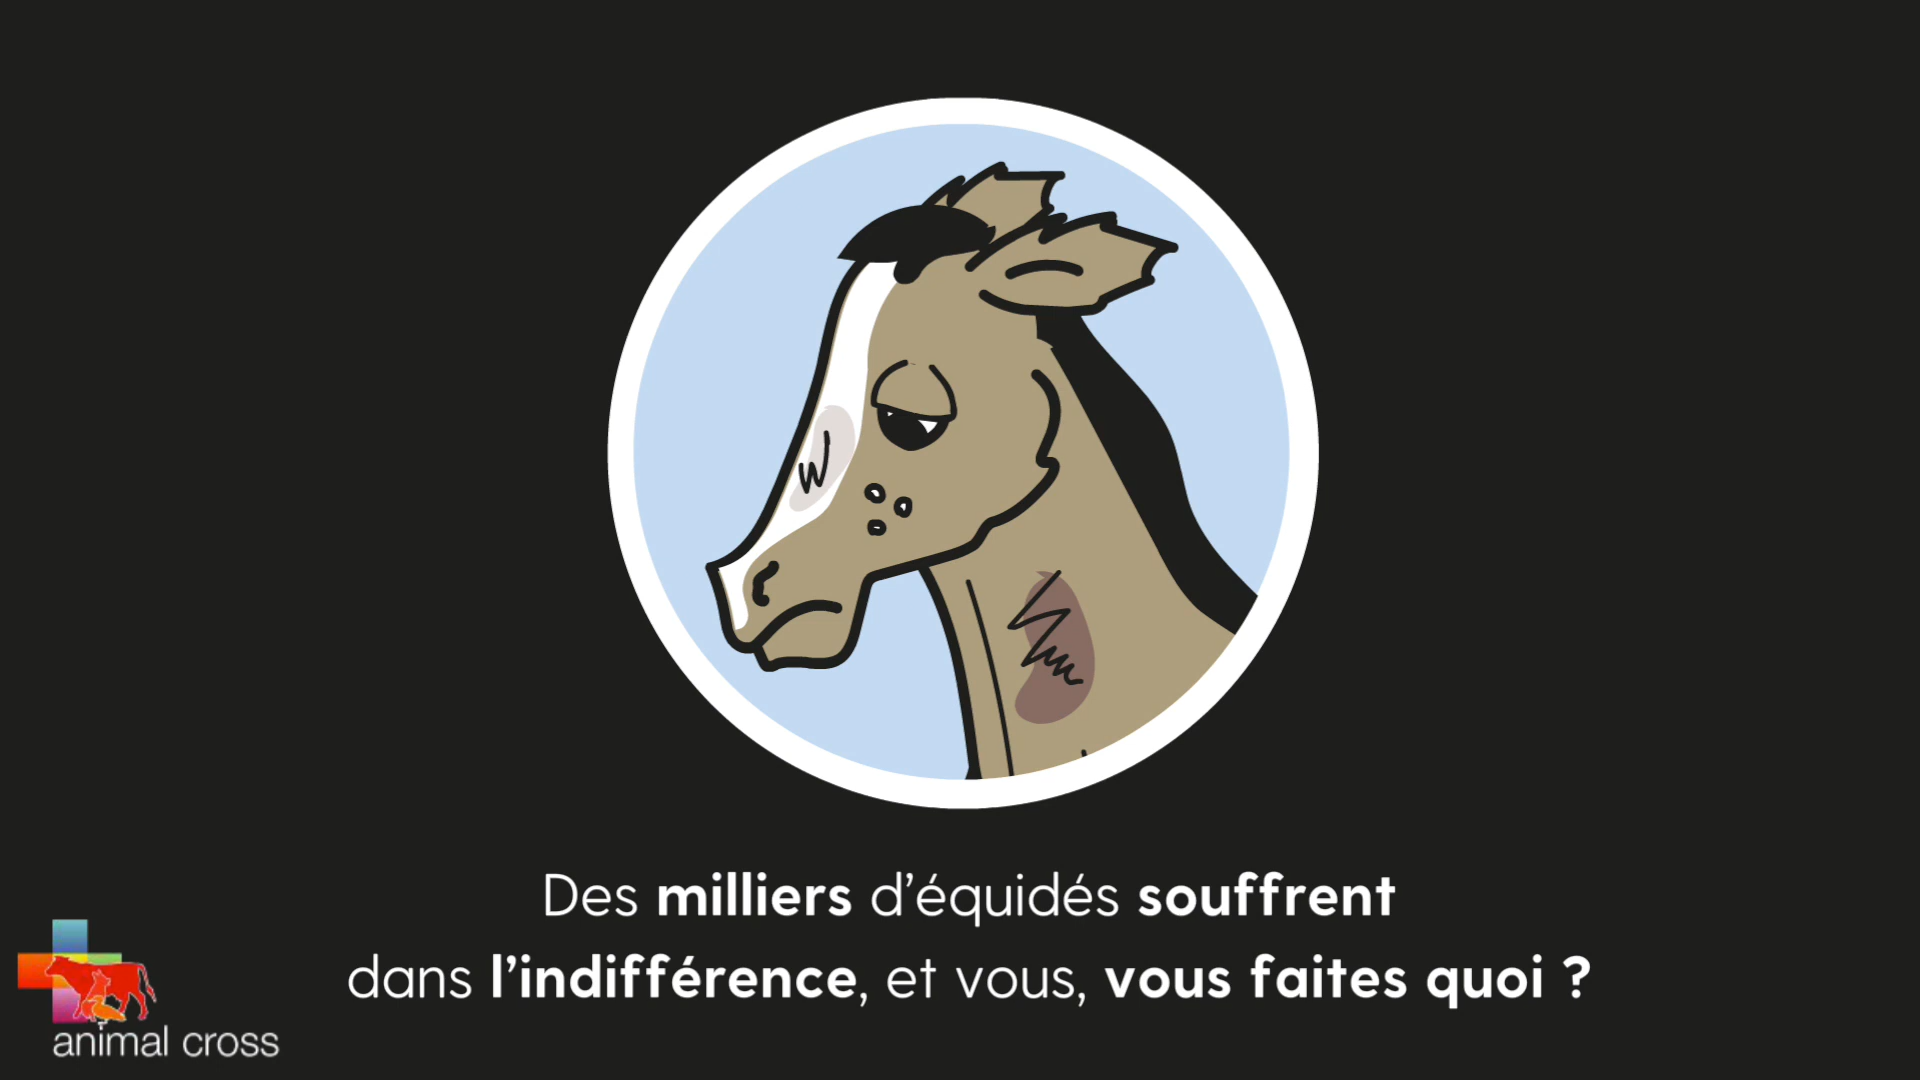 Des milliers d’équidés souffrent
dans l’indifférence, et vous, vous faites quoi ?
animal cross